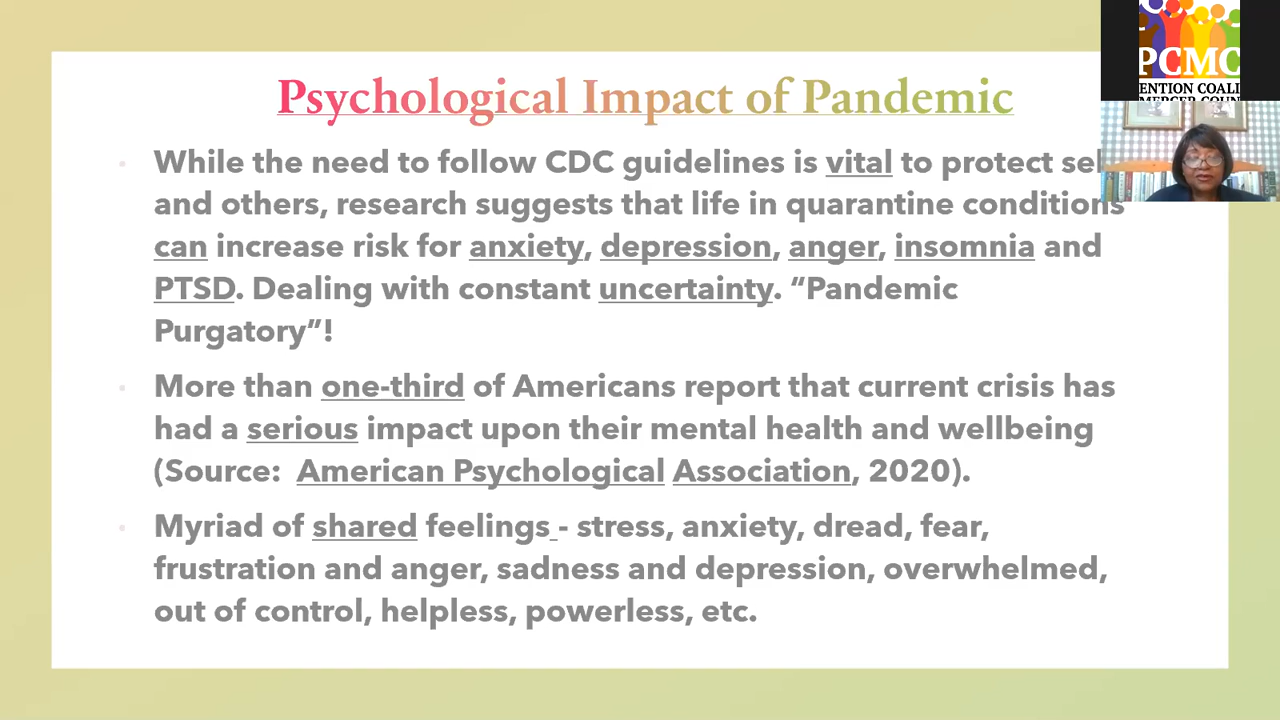 Psychological Impact of Pandemic
While the need to follow CDC guidelines is vital to protect
and others, research suggests that life in quarantine conditions
can increase risk for anxiety, depression, anger, insomnia and
PTSD. Dealing with constant uncertainty. “Pandemic
Purgatory”!
More than one-third of Americans report that current crisis has
had a serious impact upon their mental health and wellbeing
(Source: American Psychological Association, 2020).
Myriad of shared feelings - stress, anxiety, dread, fear,
frustration and anger, sadness and depression, overwhelmed,
out of control, helpless, powerless, etc.
PCMC
ENTION COALI